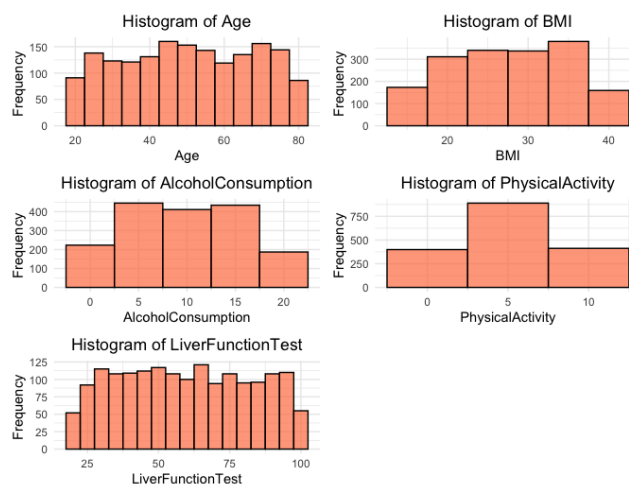 Histogram of Age
Frequency
150
100
50
0
20
40
60
80
Age
Histogram of BMI
Frequency
300
200
100
0
20
30
40
BMI
Histogram of AlcoholConsumption
Frequency
400
300
200
100
0
0
5
10
15
20
AlcoholConsumption
Histogram of PhysicalActivity
Frequency
750
500
250
0
0
5
10
PhysicalActivity
Histogram of LiverFunctionTest
Frequency
125
100
75
50
25
0
25
50
75
100
LiverFunctionTest